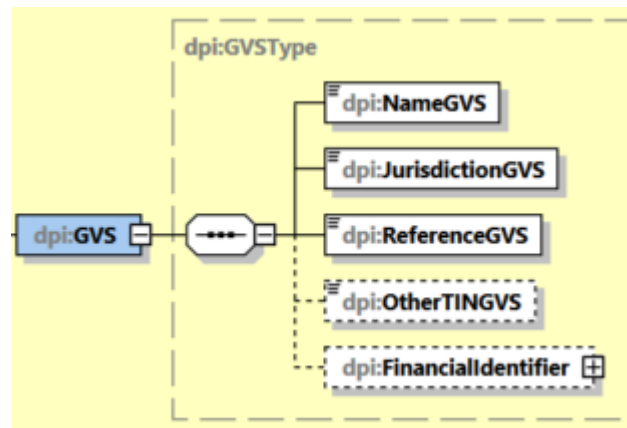 dpi:GVSType
dpi:NameGVS
dpi:JurisdictionGVS
dpi:GVS
dpi:ReferenceGVS
dpi:OtherTINGVS
dpi:FinancialIdentifier